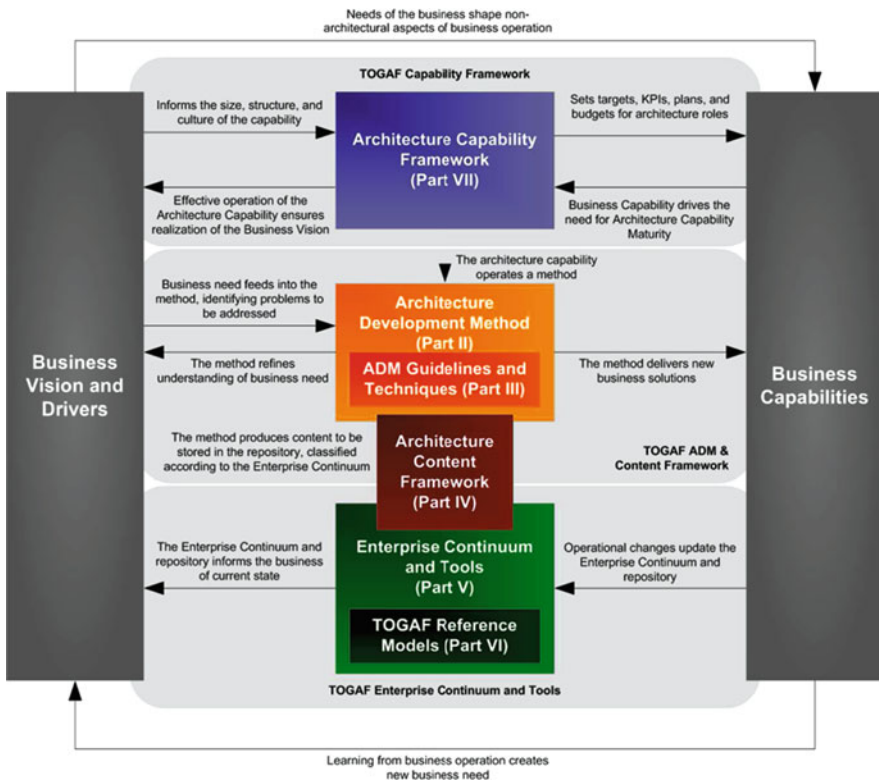 Needs of the business shape non-
architectural aspects of business operation
TOGAF Capability Framework
Informs the size, structure, and
culture of the capability
Sets targets, KPIs, plans, and
budgets for architecture roles
Architecture Capability
Framework
(Part VII)
Effective operation of the
Architecture Capability ensures
realization of the Business Vision
Business Capability drives the
need for Architecture Capability
Maturity
The architecture capability
operates a method
Business need feeds into the
method, identifying problems to
be addressed
Architecture
Development Method
(Part II)
ADM Guidelines and
Techniques (Part III)
The method refines
understanding of business need
The method delivers new
business solutions
Business
Vision and
Drivers
Business
Capabilities
The method produces content to be
stored in the repository, classified
according to the Enterprise Continuum
Architecture
Content
Framework
(Part IV)
TOGAF ADM &
Content Framework
The Enterprise Continuum and
repository informs the business
of current state
Enterprise Continuum
and Tools
(Part V)
Operational changes update the
Enterprise Continuum and
repository
TOGAF Reference
Models (Part VI)
TOGAF Enterprise Continuum and Tools
Learning from business operation creates
new business need